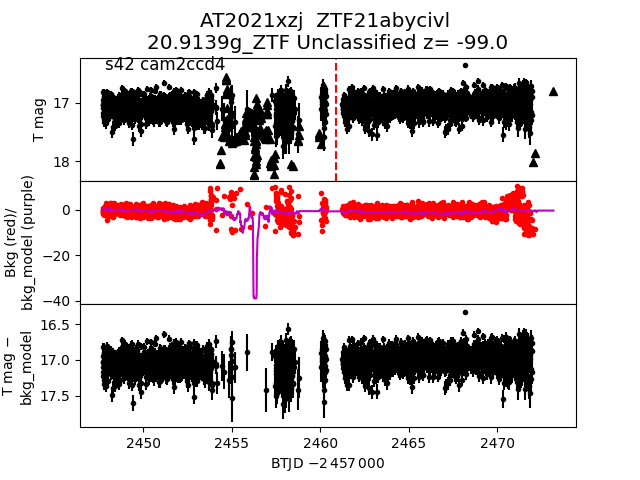 AT2021xzj  ZTF21abycivl
20.9139g_ZTF Unclassified z= -99.0
s42 cam2ccd4
17
18
T mag
0
−20
−40
Bkg (red)/
bkg_model (purple)
16.5
17.0
17.5
T mag −
bkg_model
2450 2455 2460 2465 2470
BTJD −2 457 000